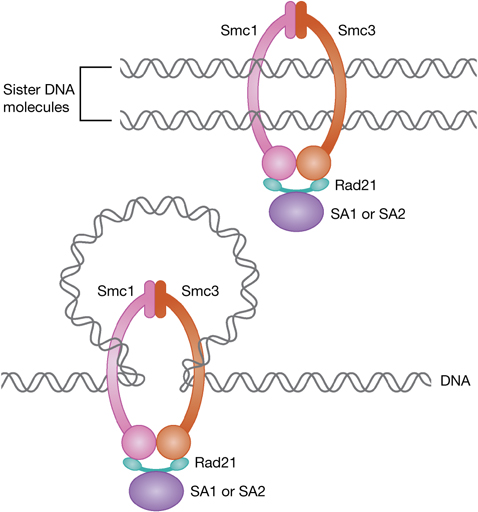 Smc1
Smc3
Sister DNA
molecules
Rad21
SA1 or SA2
Smc1
Smc3
DNA
Rad21
SA1 or SA2